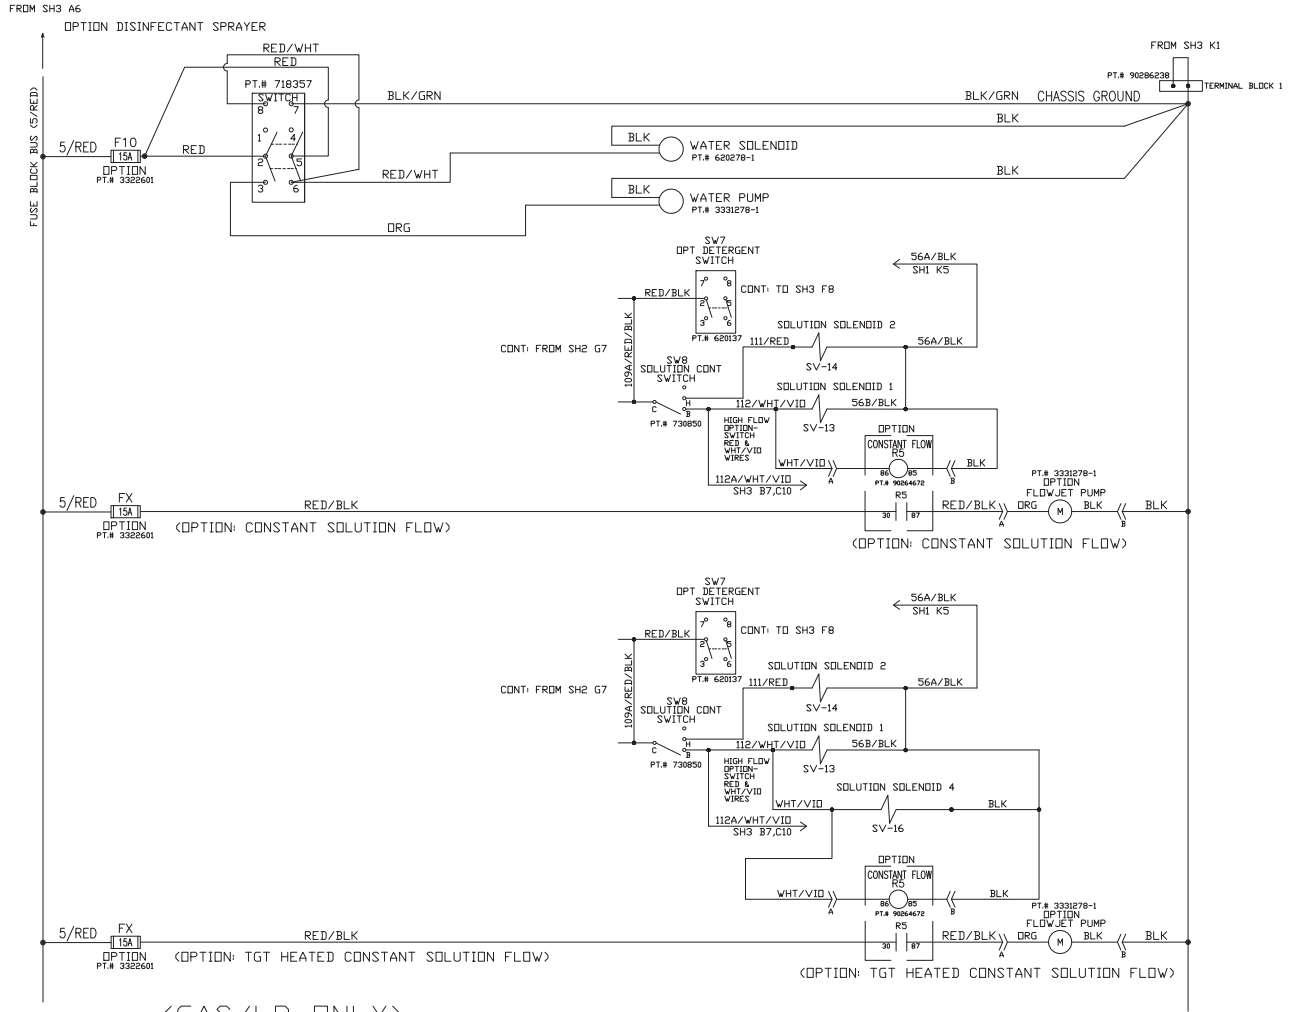 FROM SH3 A6
OPTION DISINFECTANT SPRAYER
FUSE BLOCK BUS (5/RED)
RED/WHT
RED
PT.# 718357
SWITCH
8
7
1
4
2
5
3
6
5/RED
F10
15A
OPTION
PT.# 3322601
RED
BLK/GRN
BLK/GRN
CHASSIS GROUND
FROM SH3 K1
PT.# 90286238
TERMINAL BLOCK 1
BLK
BLK
WATER SOLENOID
PT.# 620278-1
RED/WHT
BLK
BLK
WATER PUMP
PT.# 3331278-1
ORG
SW7
OPT DETERGENT
SWITCH
7
8
2
5
3
6
PT.# 620137
RED/BLK
CONT: TO SH3 F8
56A/BLK
SH1 K5
CONT: FROM SH2 G7
109A/RED/BLK
SW8
SOLUTION CONT
SWITCH
C
H
B
PT.# 730850
SOLUTION SOLENOID 2
111/RED
SV-14
56A/BLK
SOLUTION SOLENOID 1
112/WHT/VIO
SV-13
56B/BLK
HIGH FLOW
OPTION-
SWITCH
RED &
WHT/VIO
WIRES
WHT/VIO
A
112A/WHT/VIO
SH3 B7,C10
OPTION
CONSTANT FLOW
R5
86
85
PT.# 90264672
B
BLK
R5
30
87
RED/BLK
A
ORG
PT.# 3331278-1
OPTION
FLOWJET PUMP
M
BLK
B
BLK
5/RED
FX
15A
OPTION
PT.# 3322601
RED/BLK
(OPTION: CONSTANT SOLUTION FLOW)
(OPTION: CONSTANT SOLUTION FLOW)
SW7
OPT DETERGENT
SWITCH
7
8
2
5
3
6
PT.# 620137
RED/BLK
CONT: TO SH3 F8
56A/BLK
SH1 K5
CONT: FROM SH2 G7
109A/RED/BLK
SW8
SOLUTION CONT
SWITCH
C
H
B
PT.# 730850
SOLUTION SOLENOID 2
111/RED
SV-14
56A/BLK
SOLUTION SOLENOID 1
112/WHT/VIO
SV-13
56B/BLK
HIGH FLOW
OPTION-
SWITCH
RED &
WHT/VIO
WIRES
WHT/VIO
SOLUTION SOLENOID 4
SV-16
BLK
112A/WHT/VIO
SH3 B7,C10
OPTION
CONSTANT FLOW
R5
86
85
PT.# 90264672
WHT/VIO
A
B
BLK
R5
30
87
RED/BLK
A
ORG
PT.# 3331278-1
OPTION
FLOWJET PUMP
M
BLK
B
BLK
5/RED
FX
15A
OPTION
PT.# 3322601
RED/BLK
(OPTION: TGT HEATED CONSTANT SOLUTION FLOW)
(OPTION: TGT HEATED CONSTANT SOLUTION FLOW)